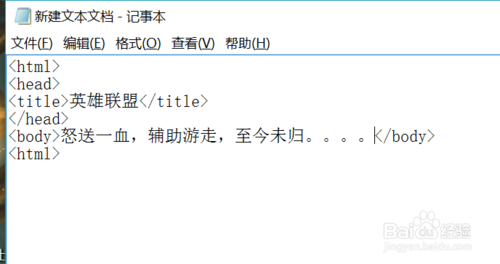 新建文本文档 - 记事本
文件(F) 编辑(E) 格式(O) 查看(V) 帮助(H)
<html>
<head>
<title>英雄联盟</title>
</head>
<body>怒送一血，辅助游走，至今未归。。。。</body>
<html>
Baidu 经验
jingyan.baidu.com